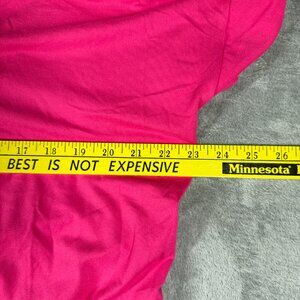 17 18 19 20 21 22 23 24 25 26
BEST IS NOT EXPENSIVE Minnesota